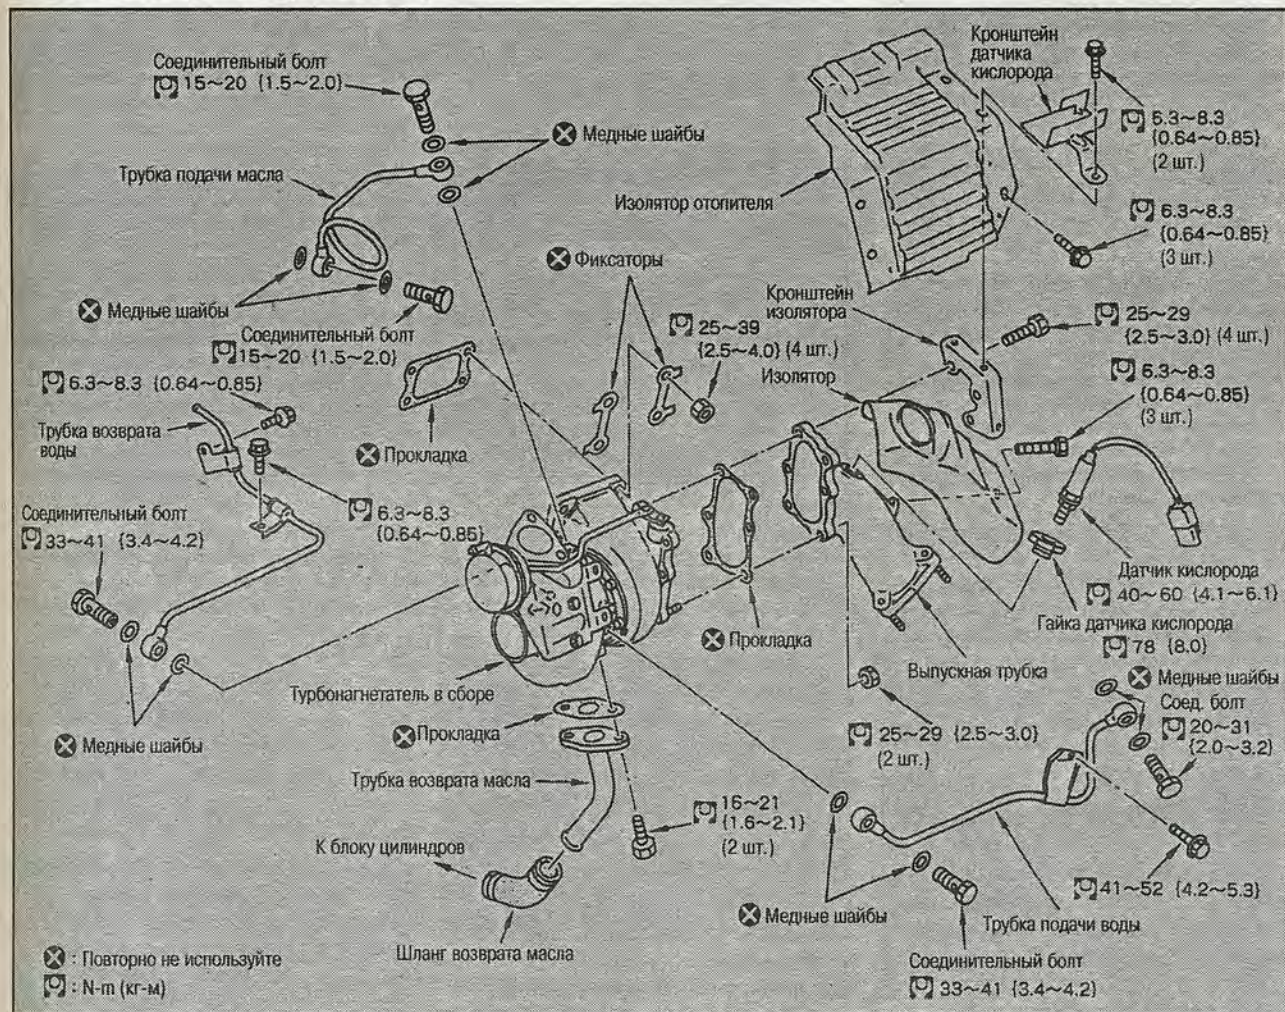 Соединительный болт
15~20 {1.5~2.0}
Медные шайбы
Трубка подачи масла
Медные шайбы
Соединительный болт
15~20 {1.5~2.0}
6.3~8.3 {0.64~0.85}
Трубка возврата
воды
Прокладка
6.3~8.3
{0.64~0.85}
Соединительный болт
33~41 {3.4~4.2}
Медные шайбы
Фиксаторы
25~39
{2.5~4.0} (4 шт.)
Кронштейн
датчика
кислорода
6.3~8.3
{0.64~0.85}
(2 шт.)
Изолятор отопителя
6.3~8.3
{0.64~0.85}
(3 шт.)
Кронштейн
изолятора
25~29
{2.5~3.0} (4 шт.)
Изолятор
6.3~8.3
{0.64~0.85}
(3 шт.)
Датчик кислорода
40~60 {4.1~6.1}
Гайка датчика кислорода
78 {8.0}
Прокладка
Выпускная трубка
Турбонагнетатель в сборе
Прокладка
25~29 {2.5~3.0}
(2 шт.)
Медные шайбы
Соед. болт
20~31
{2.0~3.2}
Трубка возврата масла
16~21
{1.6~2.1}
(2 шт.)
К блоку цилиндров
Шланг возврата масла
41~52 {4.2~5.3}
Медные шайбы
Трубка подачи воды
Соединительный болт
33~41 {3.4~4.2}
: Повторно не используйте
: N-m (кг-м)